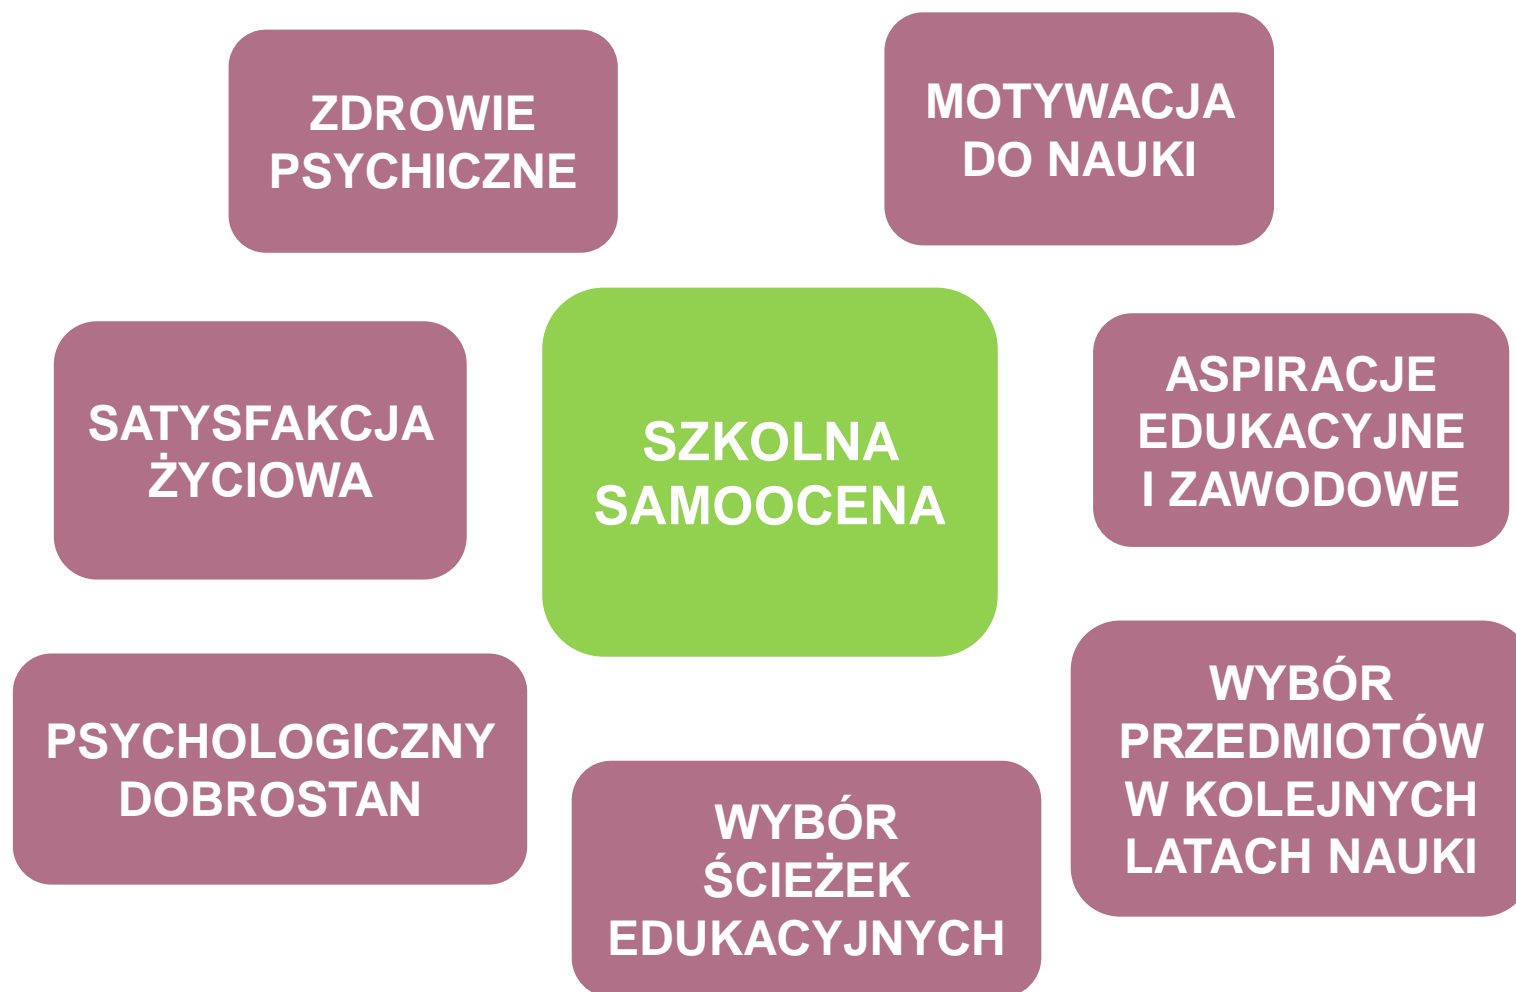 ZDROWIE
PSYCHICZNE
MOTYWACJA
DO NAUKI
SATYSFAKCJA
ŻYCIOWA
SZKOLNA
SAMOOCENA
ASPIRACJE
EDUKACYJNE
I ZAWODOWE
PSYCHOLOGICZNY
DOBROSTAN
WYBÓR
ŚCIEŻEK
EDUKACYJNYCH
WYBÓR
PRZEDMIOTÓW
W KOLEJNYCH
LATACH NAUKI